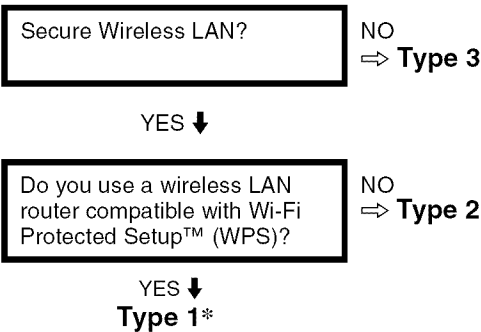 Secure Wireless LAN?
NO
⇨ Type 3
YES ⬇
Do you use a wireless LAN
router compatible with Wi-Fi
Protected Setup™ (WPS)?
NO
⇨ Type 2
YES ⬇
Type 1*